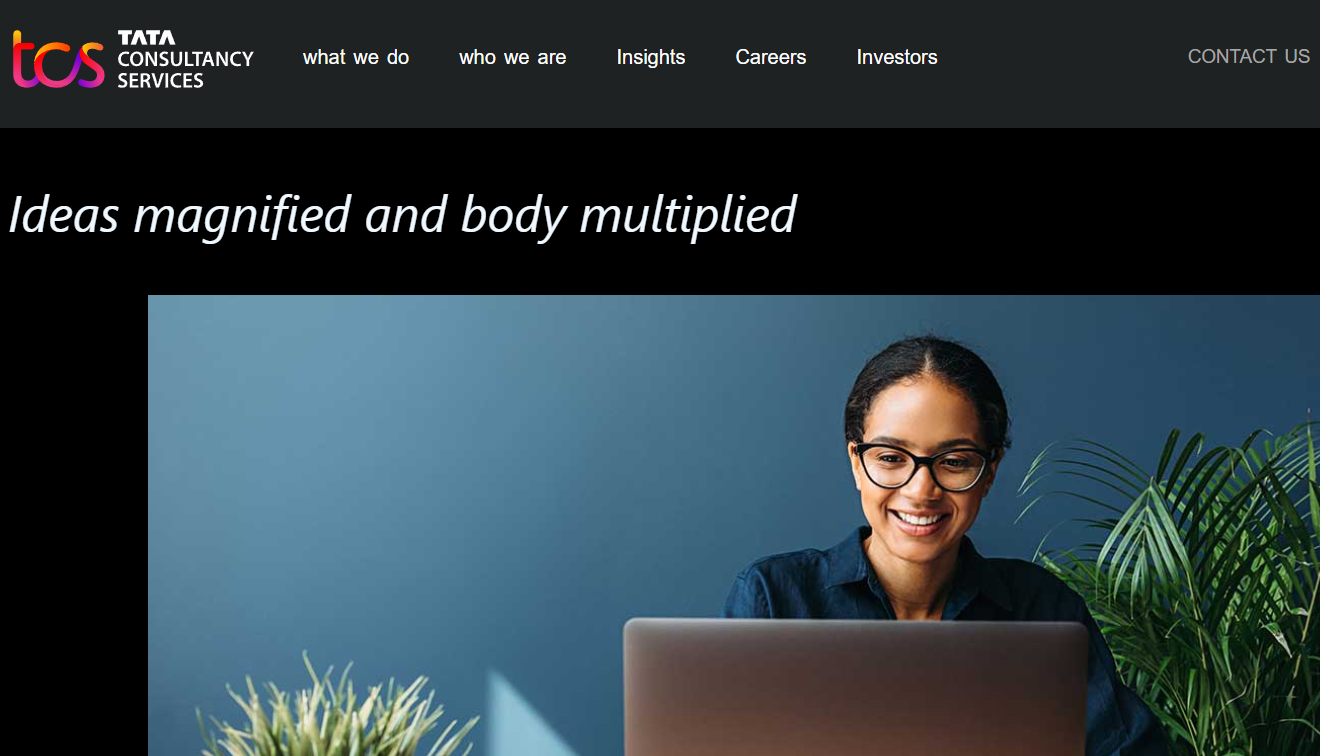 tcs
TATA
CONSULTANCY
SERVICES
what we do
who we are
Insights
Careers
Investors
CONTACT US
Ideas magnified and body multiplied